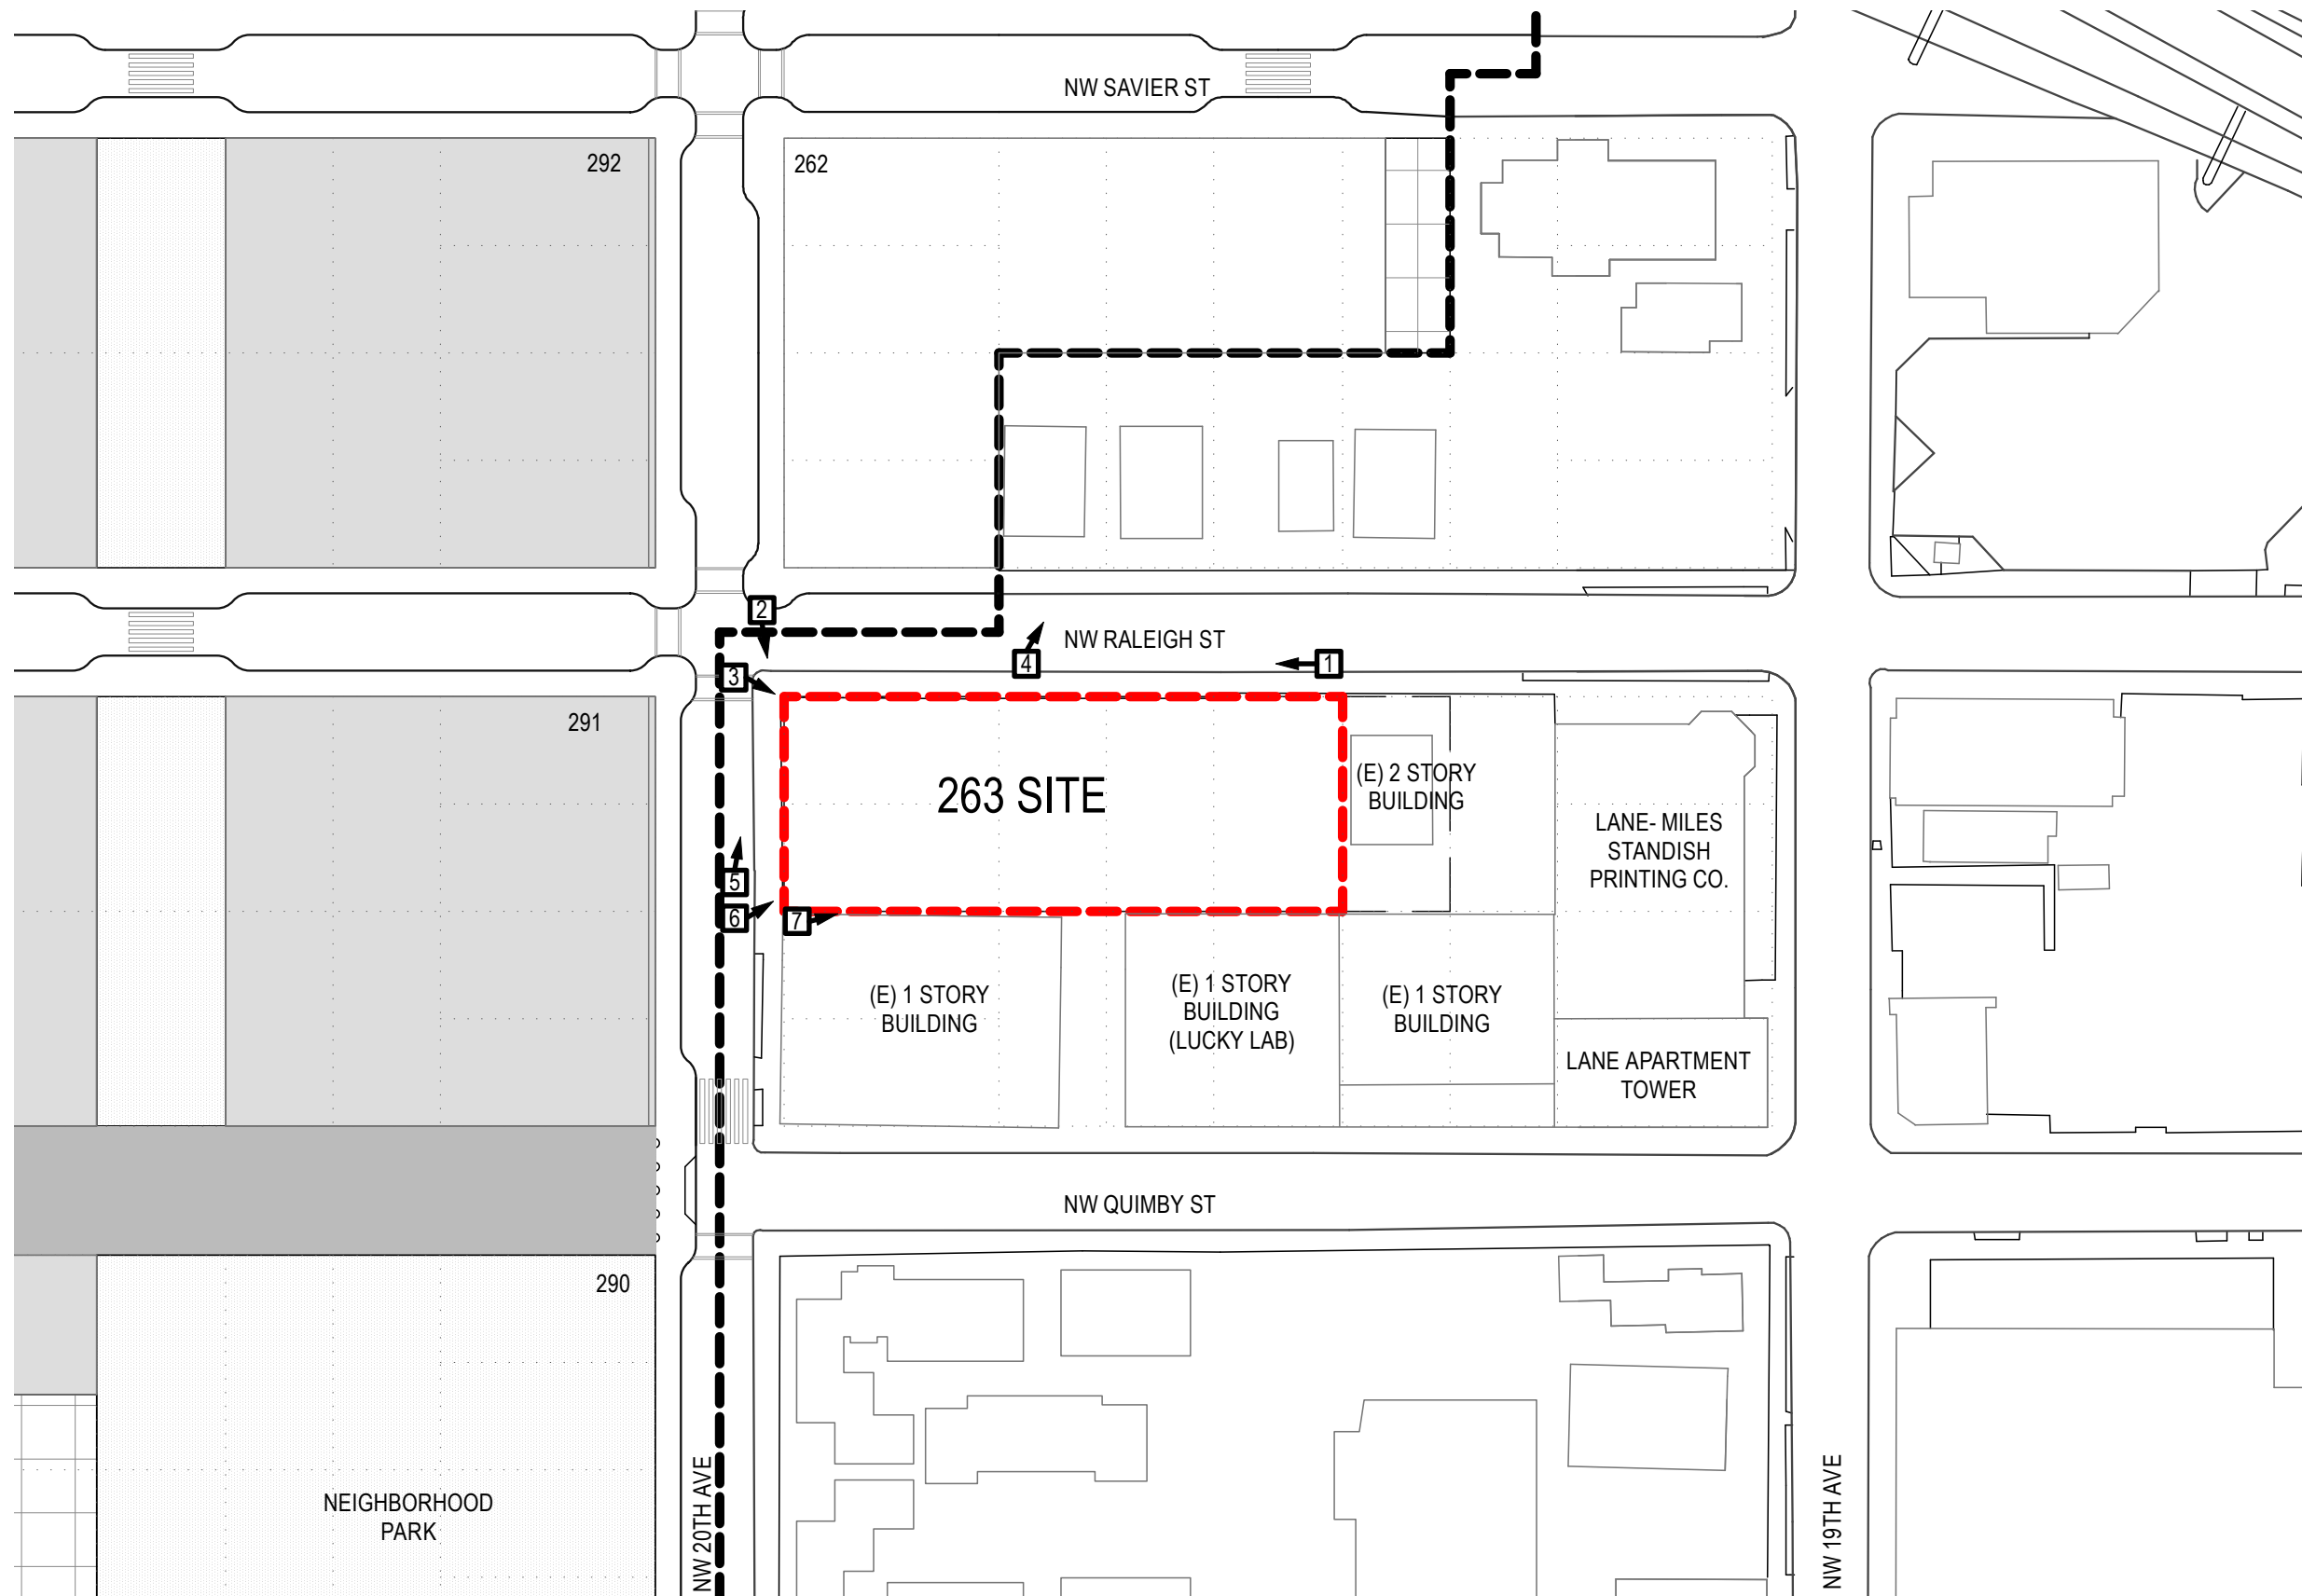 NW SAVIER ST
292
262
2
NW RALEIGH ST
4
1
3
291
263 SITE
(E) 2 STORY
BUILDING
LANE- MILES
STANDISH
PRINTING CO.
5
6
7
(E) 1 STORY
BUILDING
(E) 1 STORY
BUILDING
(LUCKY LAB)
(E) 1 STORY
BUILDING
LANE APARTMENT
TOWER
NW QUIMBY ST
290
NEIGHBORHOOD
PARK
NW 20TH AVE
NW 19TH AVE